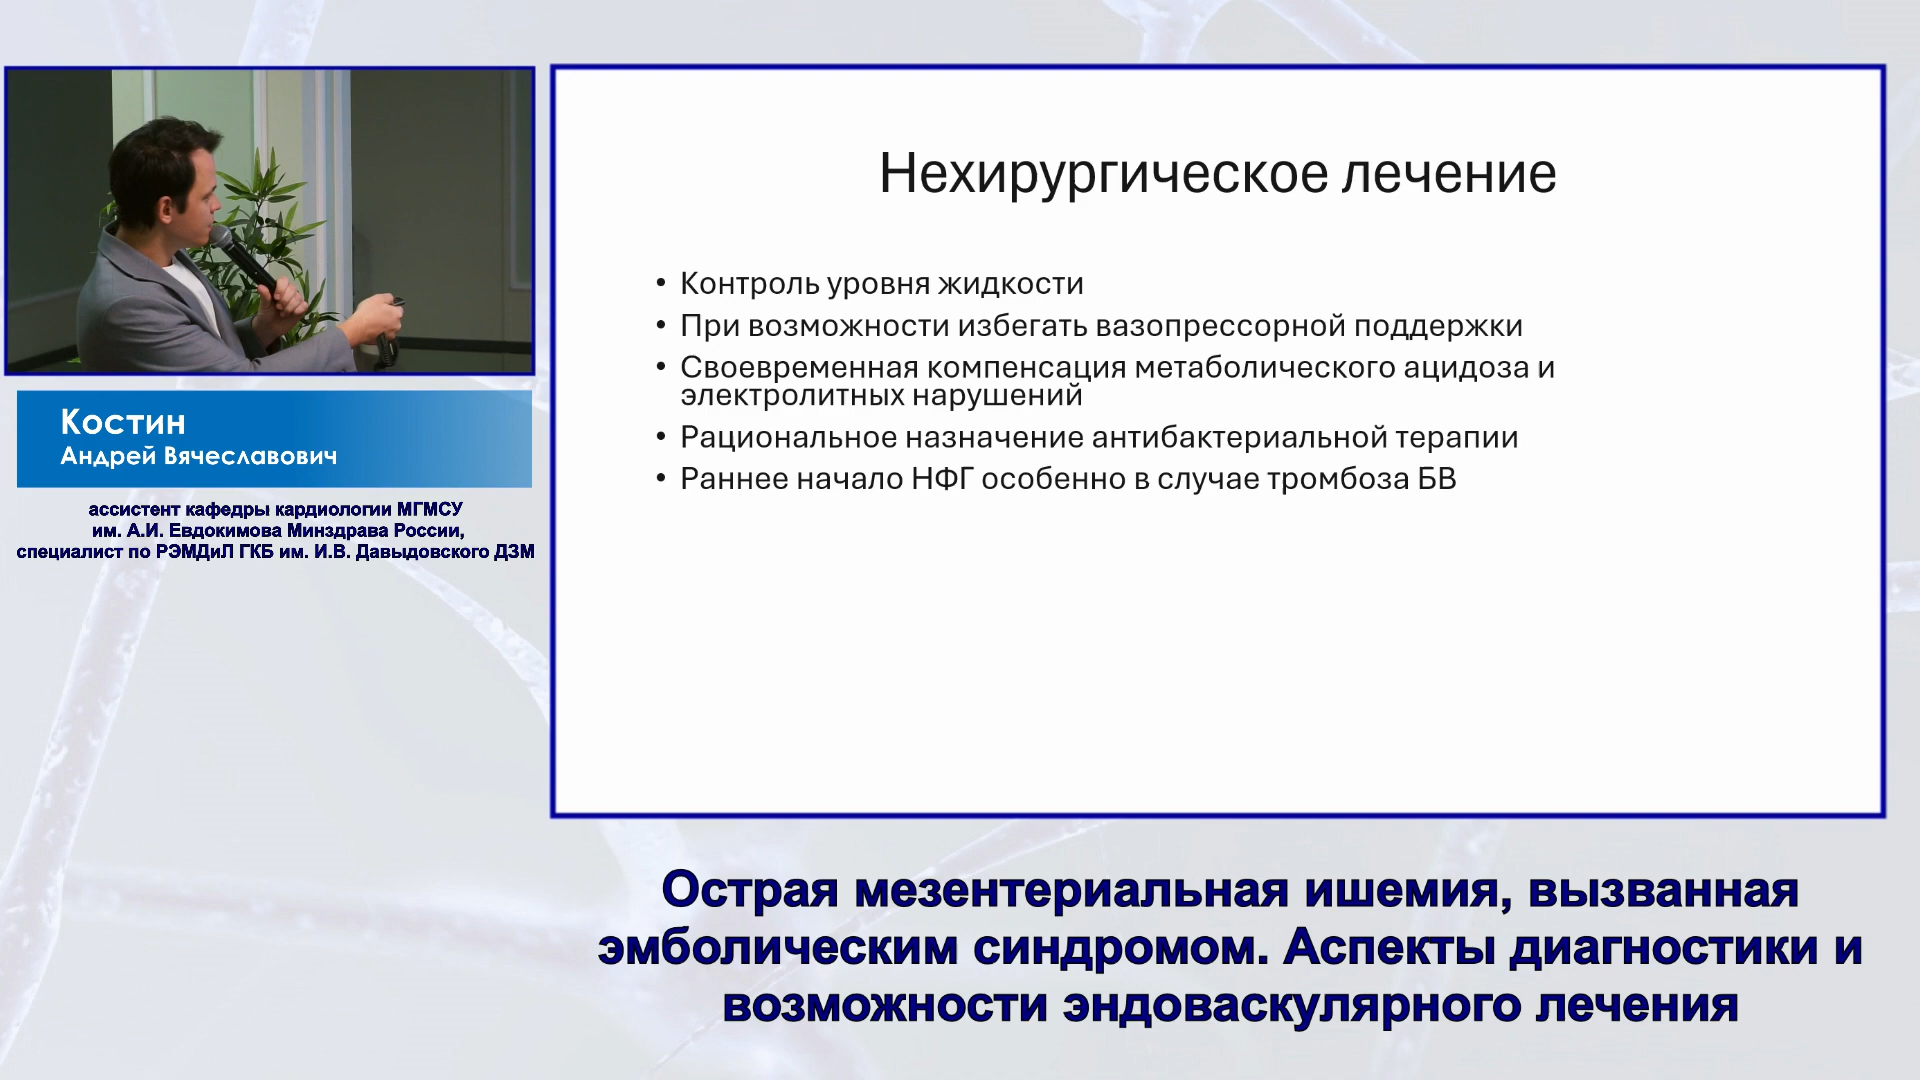 Нехирургическое лечение
• Контроль уровня жидкости
• При возможности избегать вазопрессорной поддержки
• Своевременная компенсация метаболического ацидоза и
электролитных нарушений
• Рациональное назначение антибактериальной терапии
• Раннее начало НФГ особенно в случае тромбоза БВ
Костин
Андрей Вячеславович
ассистент кафедры кардиологии МГМСУ
им. А.И. Евдокимова Минздрава России,
специалист по РЭМДиЛ ГКБ им. И.В. Давыдовского ДЗМ
Острая мезентериальная ишемия, вызванная
эмболическим синдромом. Аспекты диагностики и
возможности эндоваскулярного лечения